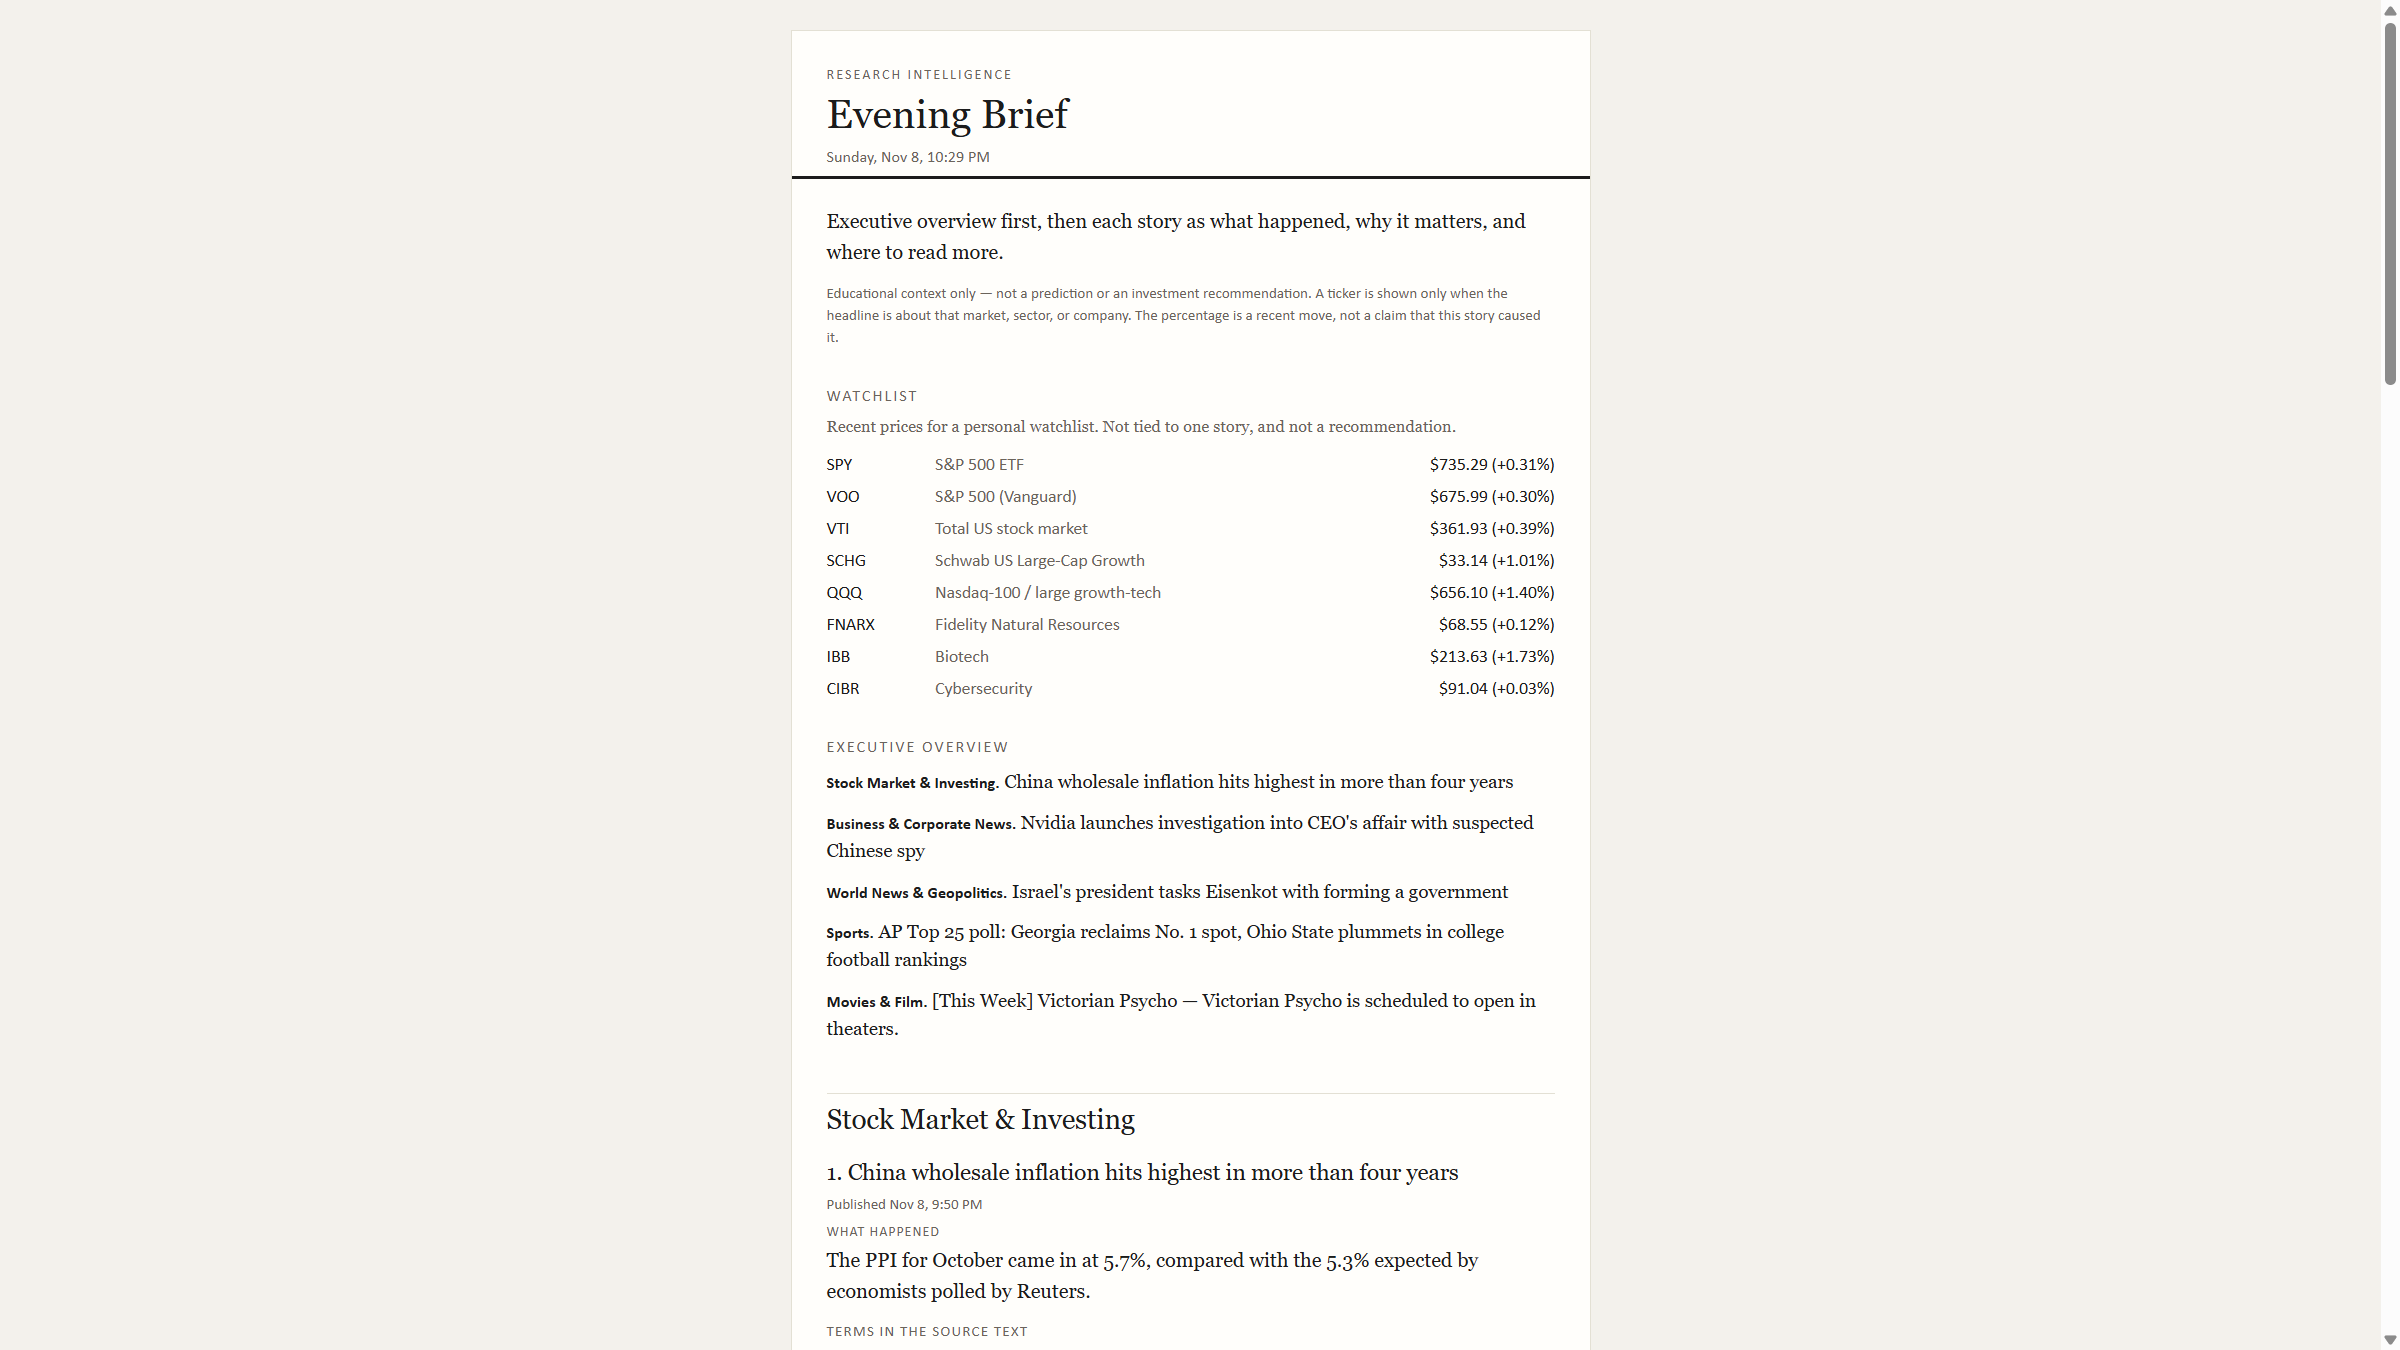 RESEARCH INTELLIGENCE
Evening Brief
Sunday, Nov 8, 10:29 PM
Executive overview first, then each story as what happened, why it matters, and
where to read more.
Educational context only — not a prediction or an investment recommendation. A ticker is shown only when the
headline is about that market, sector, or company. The percentage is a recent move, not a claim that this story caused
it.
WATCHLIST
Recent prices for a personal watchlist. Not tied to one story, and not a recommendation.
SPY S&P 500 ETF $735.29 (+0.31%)
VOO S&P 500 (Vanguard) $675.99 (+0.30%)
VTI Total US stock market $361.93 (+0.39%)
SCHG Schwab US Large-Cap Growth $33.14 (+1.01%)
QQQ Nasdaq-100 / large growth-tech $656.10 (+1.40%)
FNARX Fidelity Natural Resources $68.55 (+0.12%)
IBB Biotech $213.63 (+1.73%)
CIBR Cybersecurity $91.04 (+0.03%)
EXECUTIVE OVERVIEW
Stock Market & Investing. China wholesale inflation hits highest in more than four years
Business & Corporate News. Nvidia launches investigation into CEO's affair with suspected
Chinese spy
World News & Geopolitics. Israel's president tasks Eisenkot with forming a government
Sports. AP Top 25 poll: Georgia reclaims No. 1 spot, Ohio State plummets in college
football rankings
Movies & Film. [This Week] Victorian Psycho — Victorian Psycho is scheduled to open in
theaters.
Stock Market & Investing
1. China wholesale inflation hits highest in more than four years
Published Nov 8, 9:50 PM
WHAT HAPPENED
The PPI for October came in at 5.7%, compared with the 5.3% expected by
economists polled by Reuters.
TERMS IN THE SOURCE TEXT